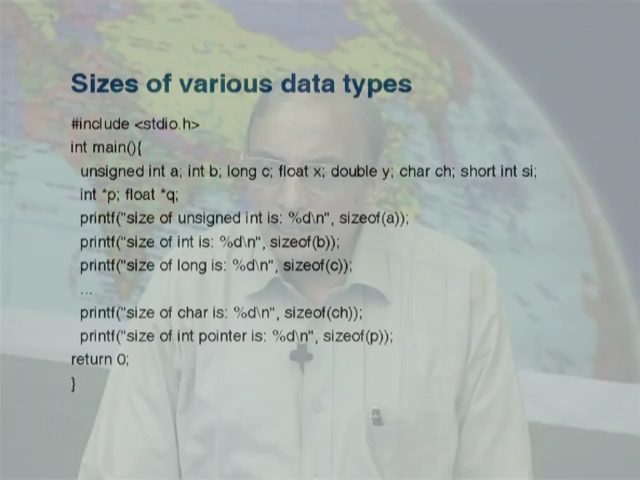 Sizes of various data types
#include <stdio.h>
int main(){
unsigned int a; int b; long c; float x; double y; char ch; short int si;
int *p; float *q;
printf("size of unsigned int is: %d\n", sizeof(a));
printf("size of int is: %d\n", sizeof(b));
printf("size of long is: %d\n", sizeof(c));
...
printf("size of char is: %d\n", sizeof(ch));
printf("size of int pointer is: %d\n", sizeof(p));
return 0;
}